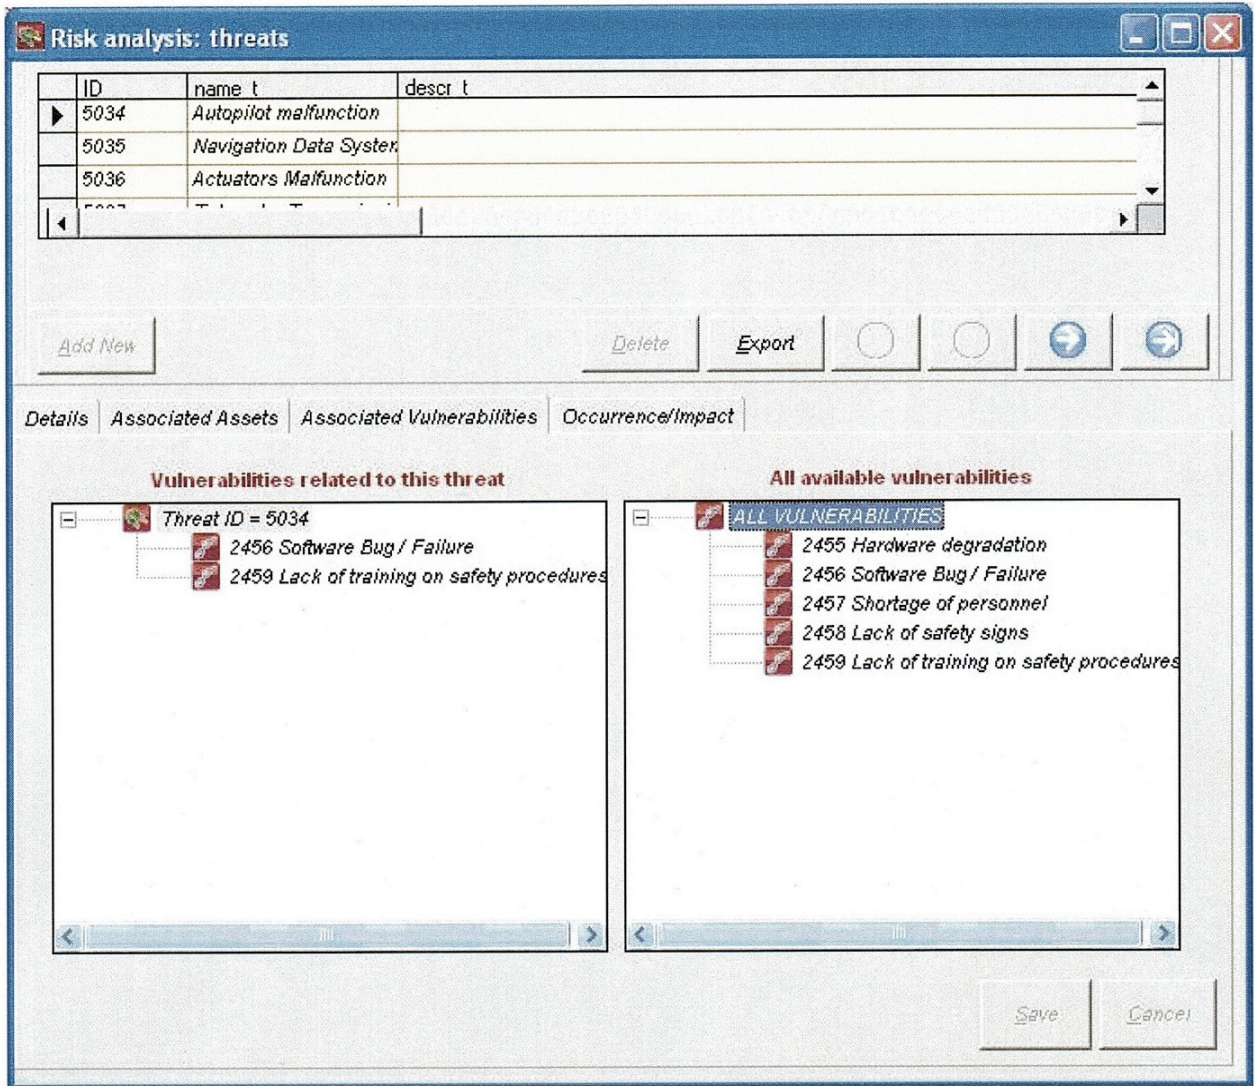 Risk analysis: threats
ID name_t descr_t
5034 Autopilot malfunction
5035 Navigation Data System
5036 Actuators Malfunction
Add New Delete Export
Details Associated Assets Associated Vulnerabilities Occurrence/Impact
Vulnerabilities related to this threat
Threat ID = 5034
2456 Software Bug / Failure
2459 Lack of training on safety procedures
All available vulnerabilities
ALL VULNERABILITIES
2455 Hardware degradation
2456 Software Bug / Failure
2457 Shortage of personnel
2458 Lack of safety signs
2459 Lack of training on safety procedures
Save Cancel